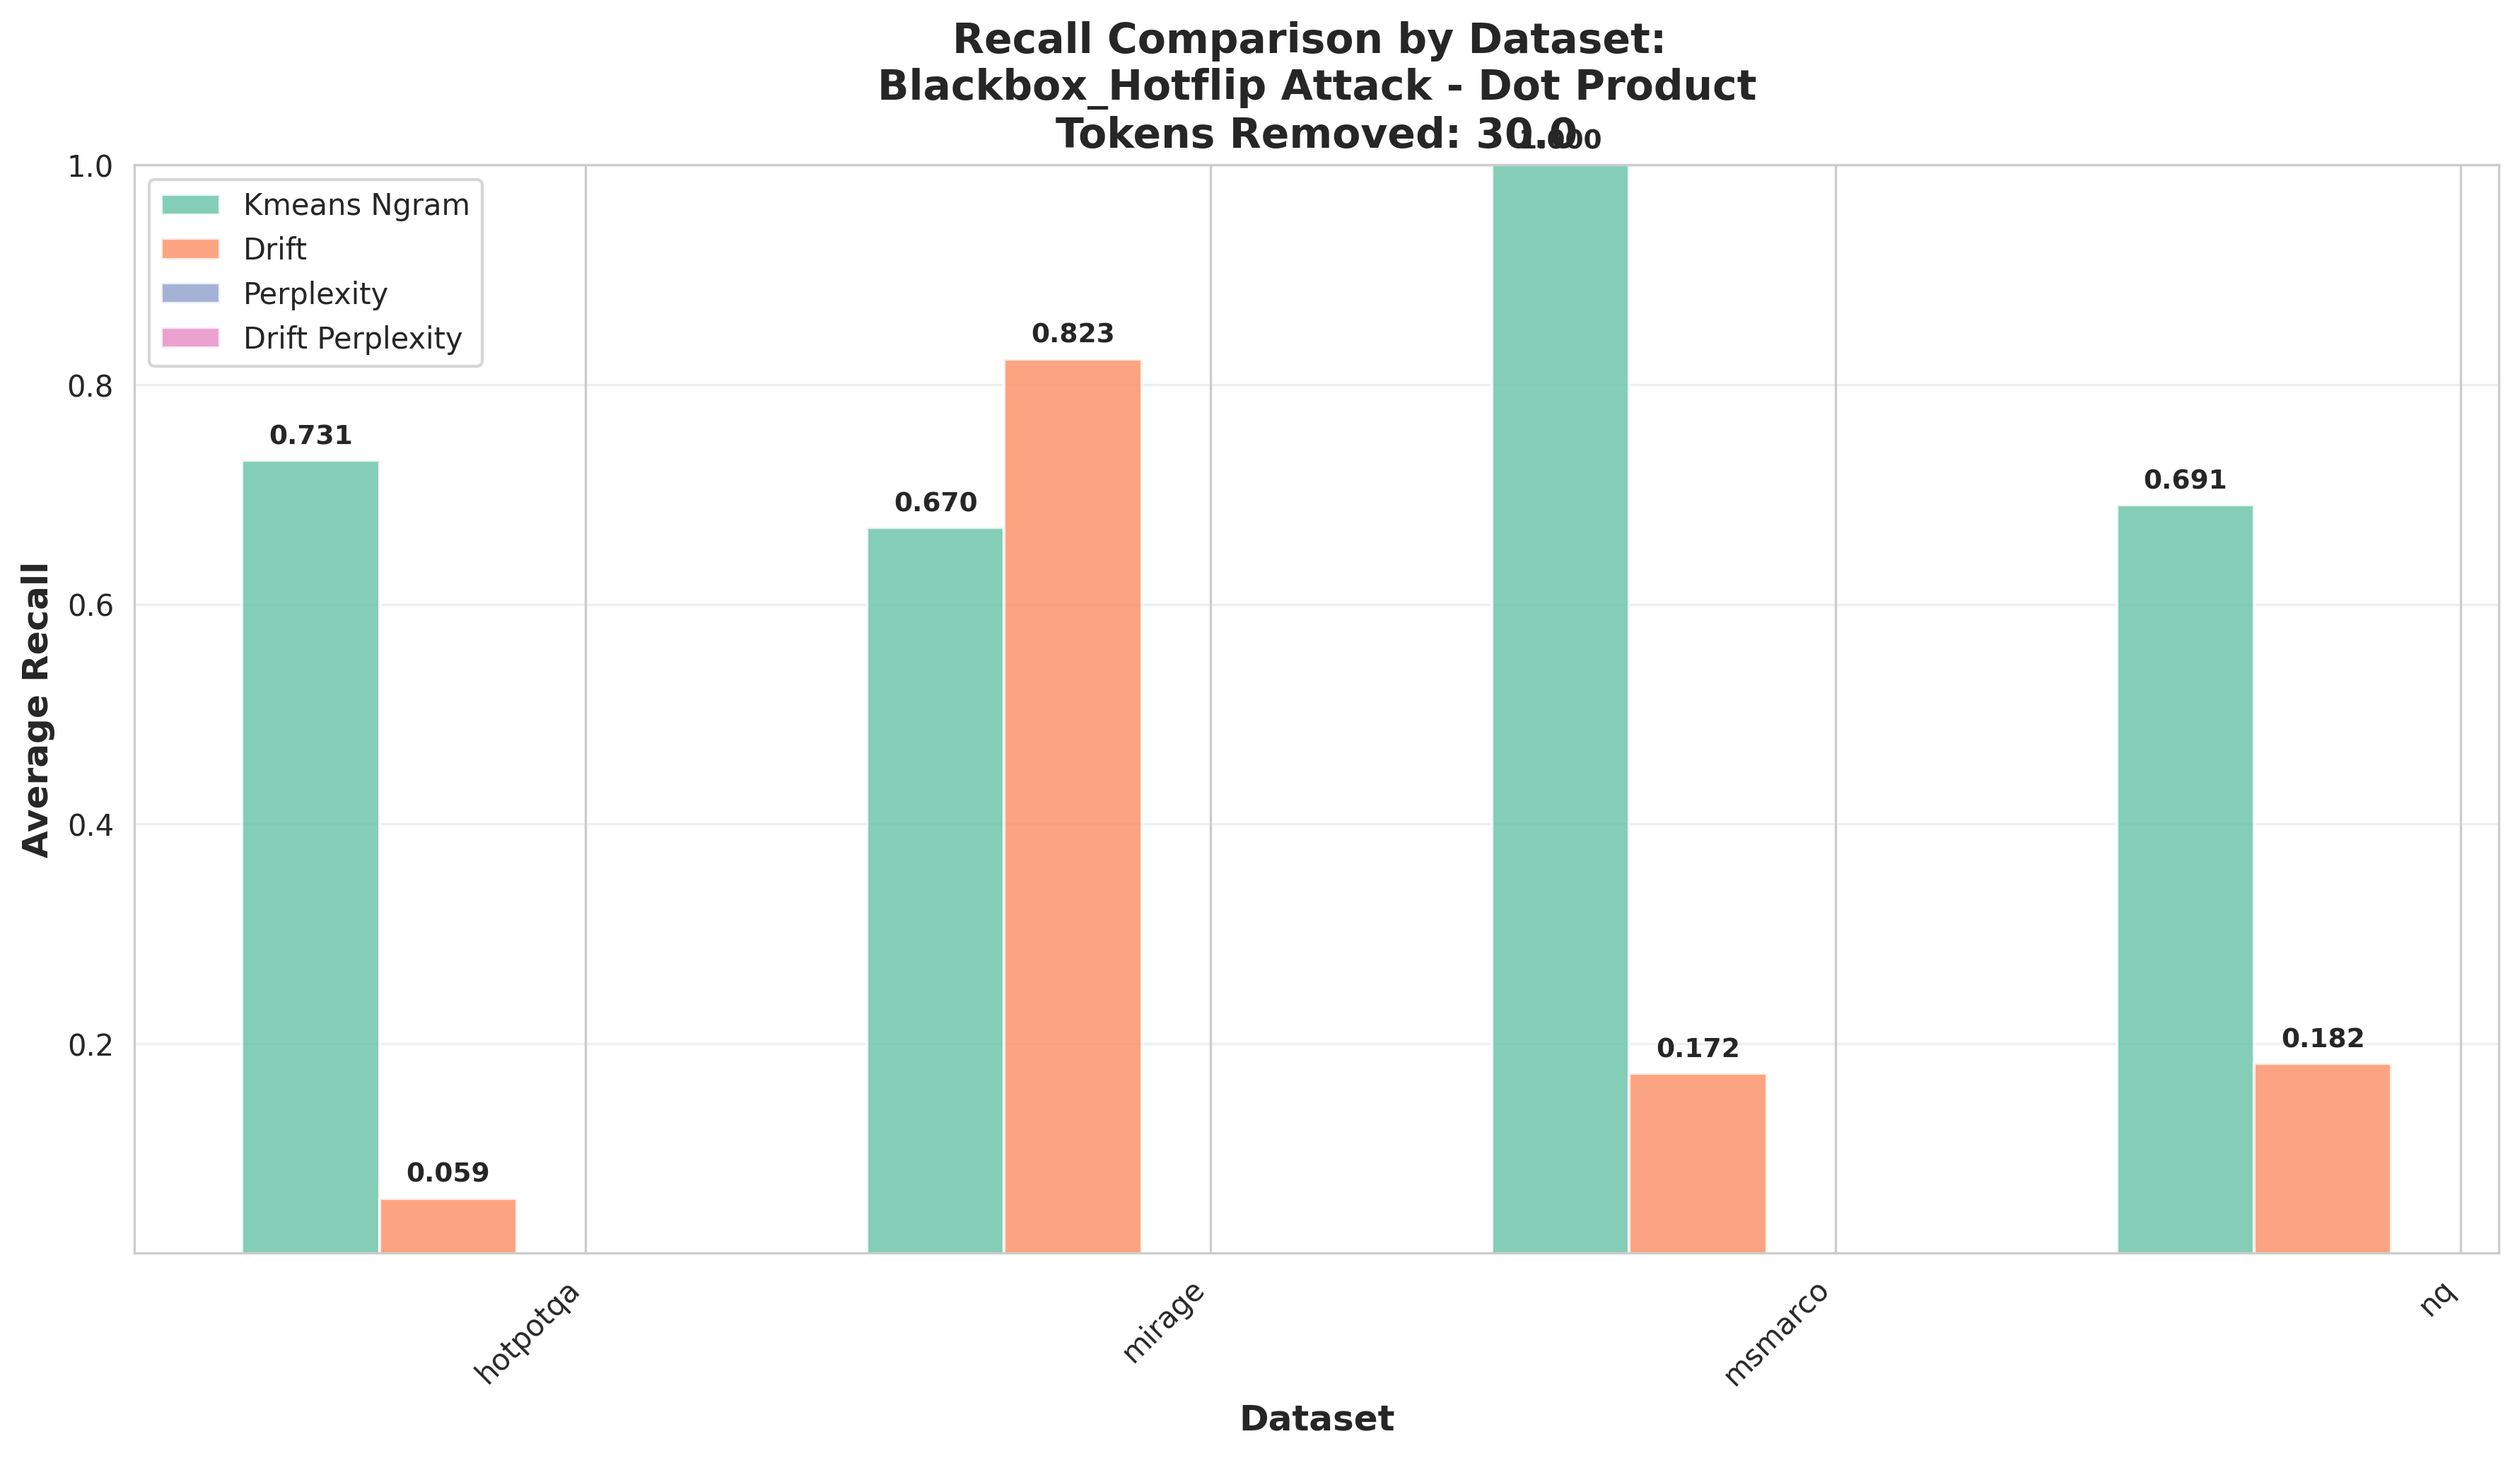 Recall Comparison by Dataset:
Blackbox_Hotflip Attack - Dot Product
Tokens Removed: 30.0
1.000
1.0
0.8
0.6
0.4
0.2
Average Recall
Kmeans Ngram
Drift
Perplexity
Drift Perplexity
0.731
0.059
0.670
0.823
0.172
0.691
0.182
hotpotqa
mirage
msmarco
nq
Dataset